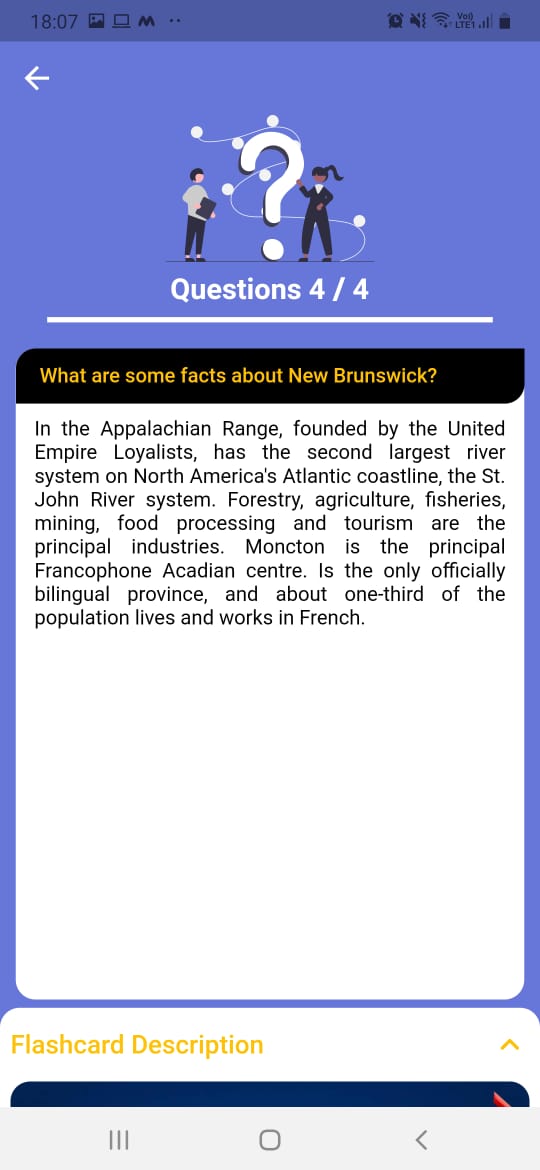 18:07
Vo)) LTE1
Questions 4 / 4
What are some facts about New Brunswick?
In the Appalachian Range, founded by the United
Empire Loyalists, has the second largest river
system on North America's Atlantic coastline, the St.
John River system. Forestry, agriculture, fisheries,
mining, food processing and tourism are the
principal industries. Moncton is the principal
Francophone Acadian centre. Is the only officially
bilingual province, and about one-third of the
population lives and works in French.
Flashcard Description